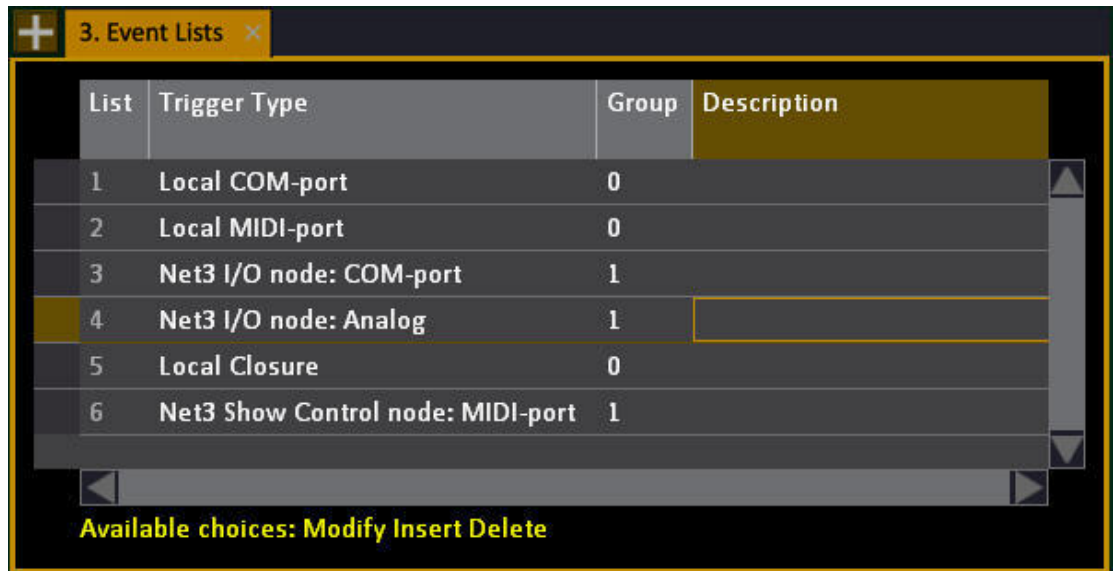 3. Event Lists
List Trigger Type Group Description
1 Local COM-port 0
2 Local MIDI-port 0
3 Net3 I/O node: COM-port 1
4 Net3 I/O node: Analog 1
5 Local Closure 0
6 Net3 Show Control node: MIDI-port 1
Available choices: Modify Insert Delete